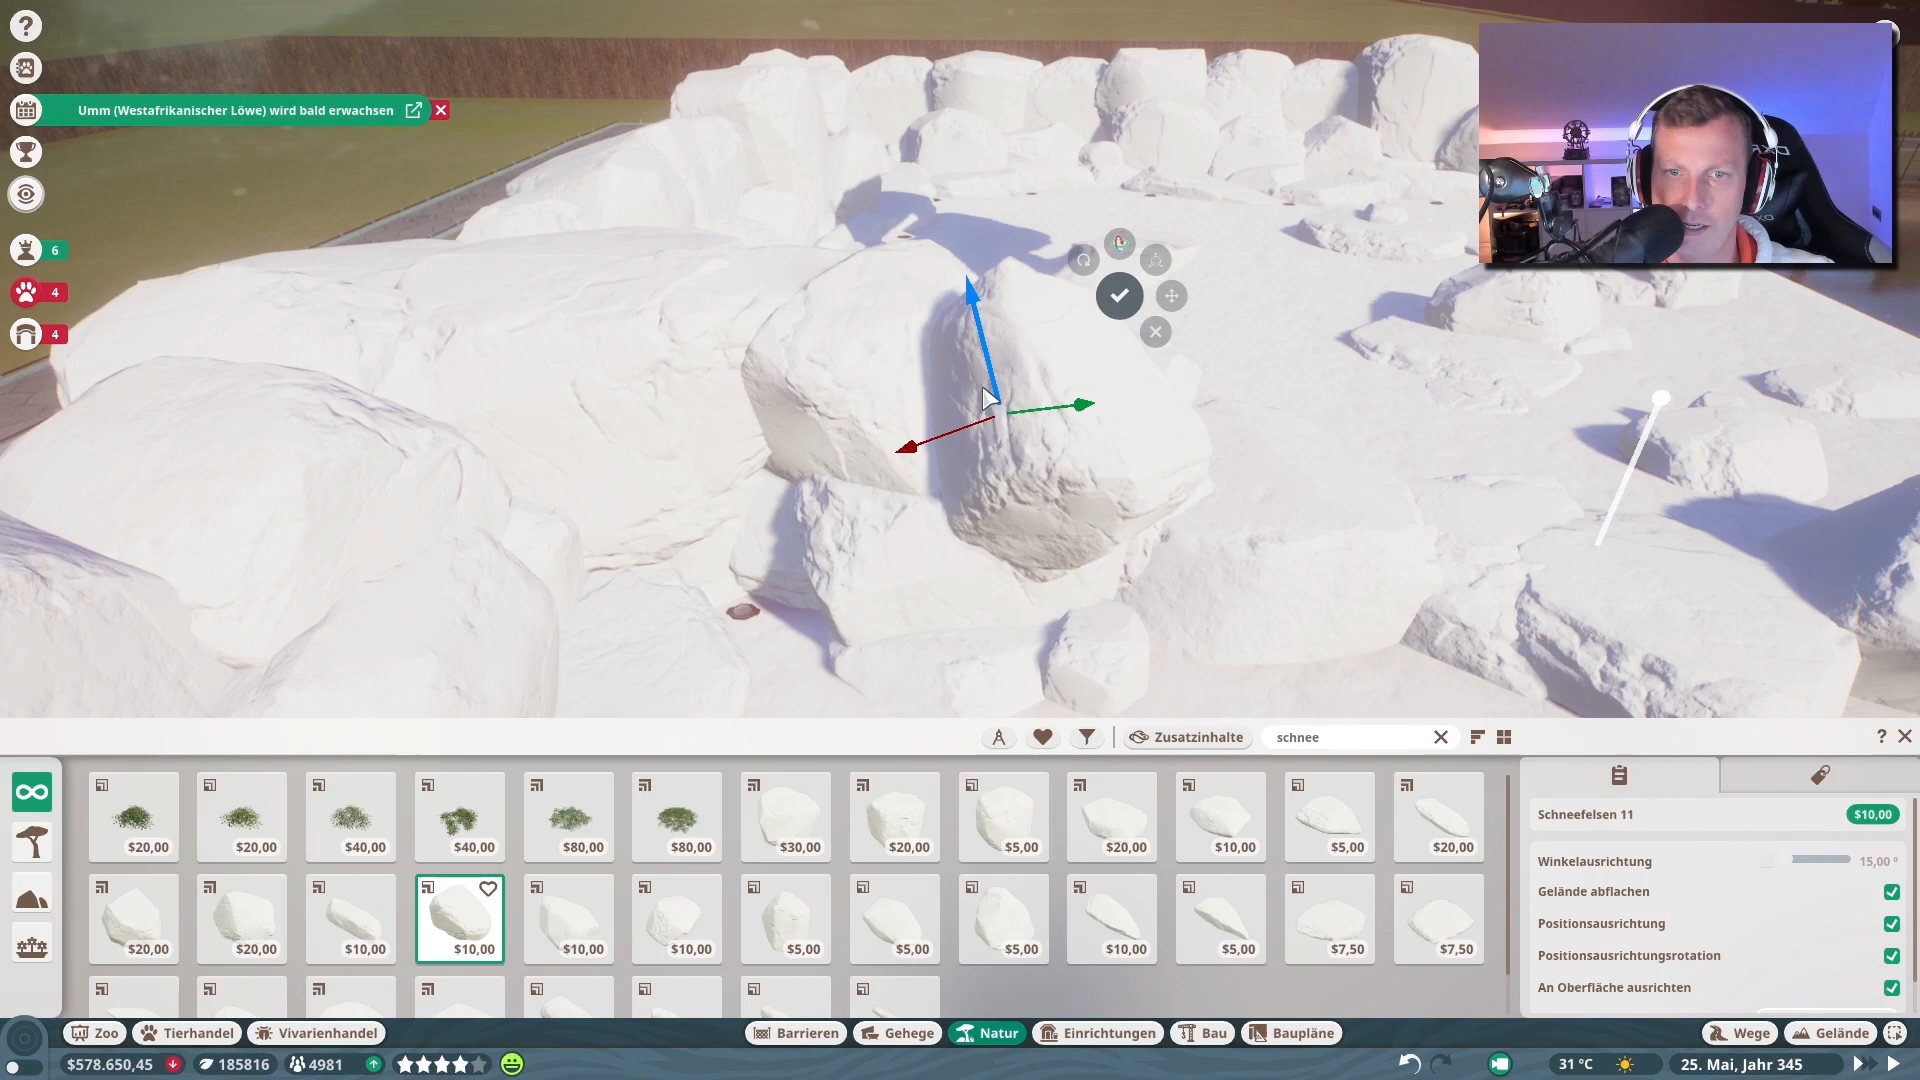 Umm (Westafrikanischer Löwe) wird bald erwachsen
6
4
4
Zusatzinhalte
schnee
?
$20,00
$20,00
$40,00
$40,00
$80,00
$80,00
$30,00
$20,00
$5,00
$20,00
$10,00
$5,00
$20,00
$20,00
$20,00
$10,00
$10,00
$10,00
$10,00
$5,00
$5,00
$5,00
$10,00
$5,00
$7,50
$7,50
Schneefelsen 11
$10,00
Winkelausrichtung
15,00 °
Gelände abflachen
Positionsausrichtung
Positionsausrichtungsrotation
An Oberfläche ausrichten
Zoo
Tierhandel
Vivarienhandel
Barrieren
Gehege
Natur
Einrichtungen
Bau
Baupläne
Wege
Gelände
$578.650,45
185816
4981
31 °C
25. Mai, Jahr 345